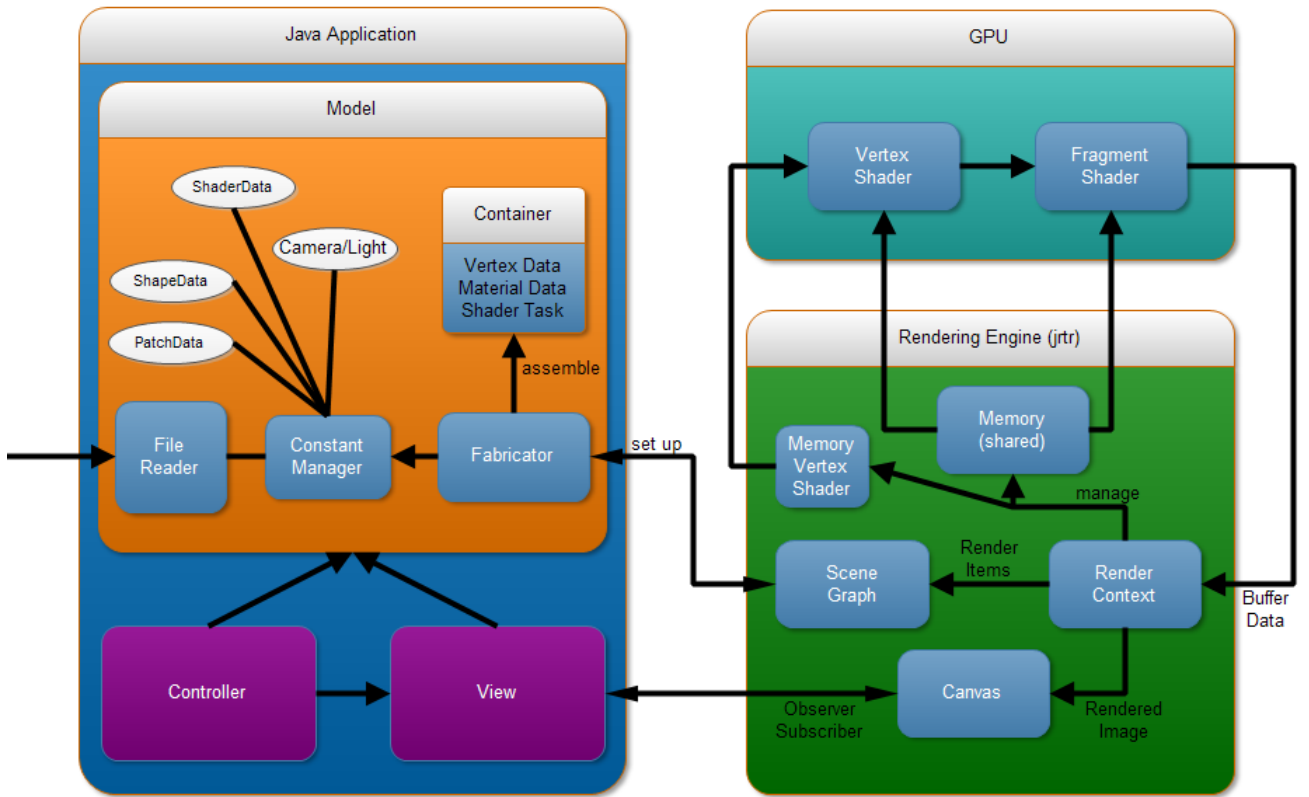 Java Application
Model
ShaderData
Camera/Light
ShapeData
PatchData
Container
Vertex Data
Material Data
Shader Task
assemble
File
Reader
Constant
Manager
Fabricator
set up
Controller
View
Observer
Subscriber
GPU
Vertex
Shader
Fragment
Shader
Rendering Engine (jrtr)
Memory
(shared)
Memory
Vertex
Shader
manage
Scene
Graph
Render
Items
Render
Context
Buffer
Data
Canvas
Rendered
Image